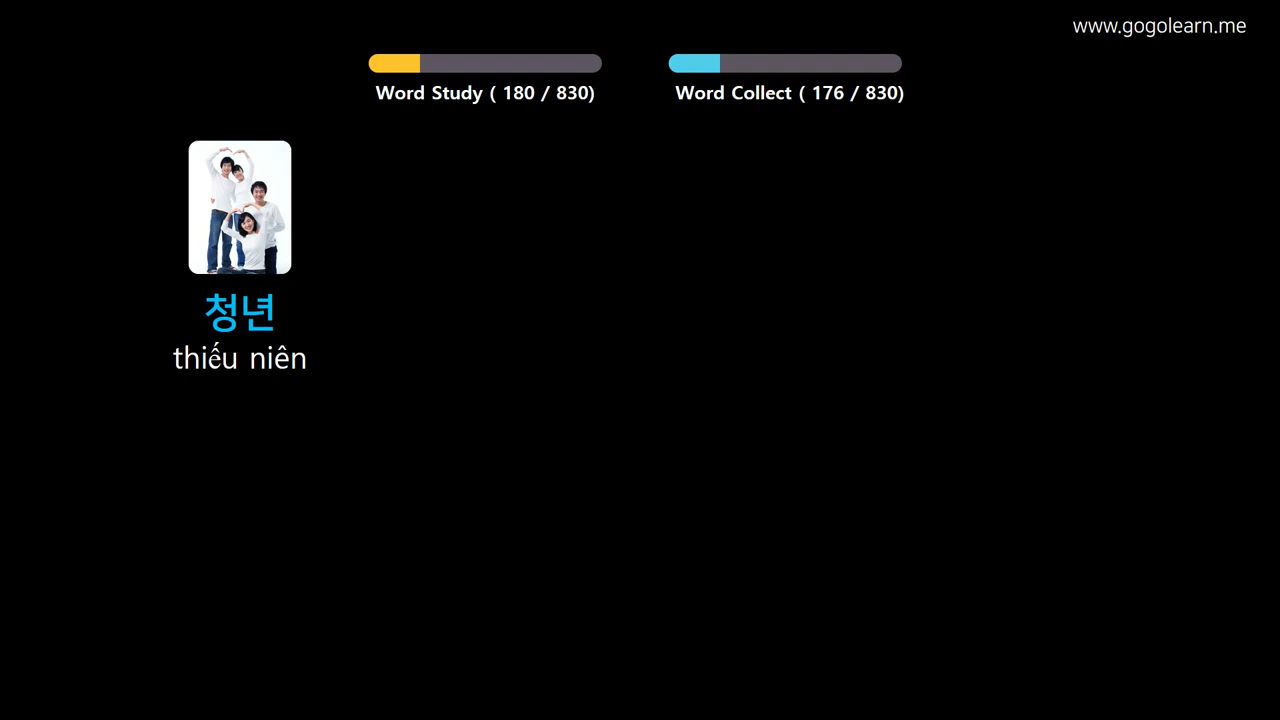 www.gogolearn.me
Word Study ( 180 / 830)
Word Collect ( 176 / 830)
청년
thiếu niên